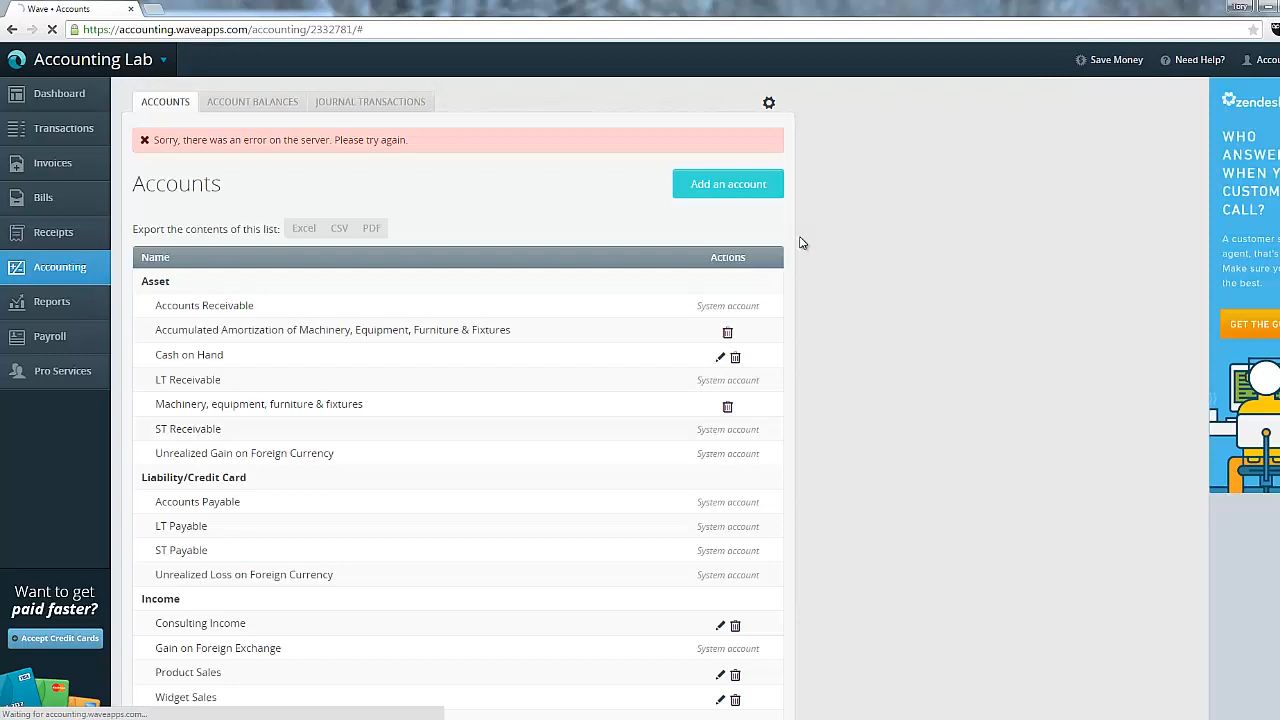 Wave • Accounts
Tory
https://accounting.waveapps.com/accounting/2332781/#
Accounting Lab
Save Money
Need Help?
Accou
Dashboard
Transactions
Invoices
Bills
Receipts
Accounting
Reports
Payroll
Pro Services
Want to get
paid faster?
Accept Credit Cards
ACCOUNTS
ACCOUNT BALANCES
JOURNAL TRANSACTIONS
Sorry, there was an error on the server. Please try again.
Accounts
Add an account
Export the contents of this list:
Excel
CSV
PDF
Name
Actions
Asset
Accounts Receivable
System account
Accumulated Amortization of Machinery, Equipment, Furniture & Fixtures
Cash on Hand
LT Receivable
System account
Machinery, equipment, furniture & fixtures
ST Receivable
System account
Unrealized Gain on Foreign Currency
System account
Liability/Credit Card
Accounts Payable
System account
LT Payable
System account
ST Payable
System account
Unrealized Loss on Foreign Currency
System account
Income
Consulting Income
Gain on Foreign Exchange
System account
Product Sales
Widget Sales
zendes
WHO
ANSWE
WHEN Y
CUSTOM
CALL?
A customer s
agent, that's
Make sure y
the best.
GET THE G
Waiting for accounting.waveapps.com...